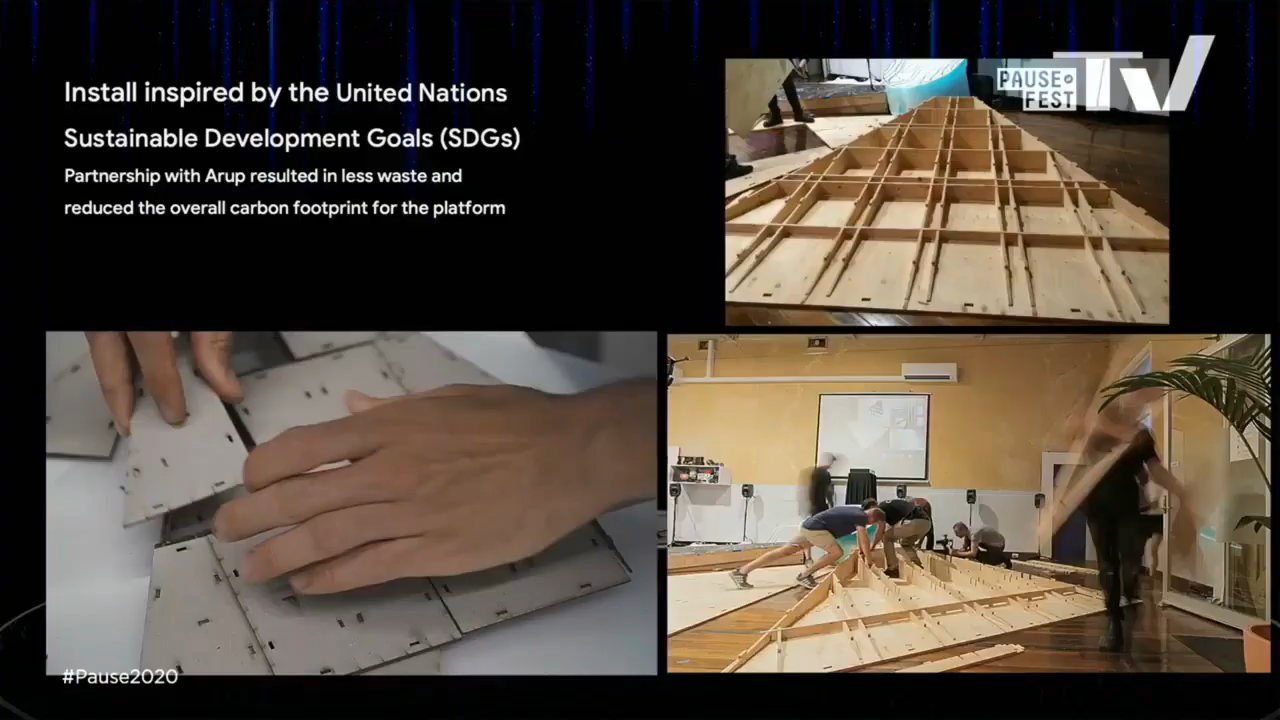 Install inspired by the United Nations
Sustainable Development Goals (SDGs)
Partnership with Arup resulted in less waste and
reduced the overall carbon footprint for the platform
PAUSE
FEST
TV
#Pause2020